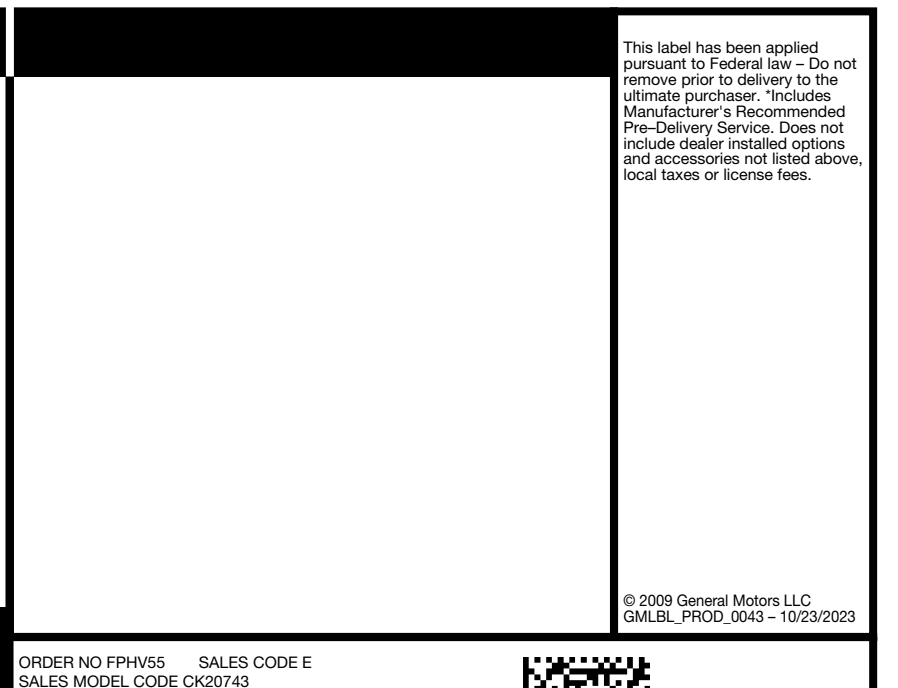 This label has been applied
pursuant to Federal law – Do not
remove prior to delivery to the
ultimate purchaser. *Includes
Manufacturer's Recommended
Pre–Delivery Service. Does not
include dealer installed options
and accessories not listed above,
local taxes or license fees.
© 2009 General Motors LLC
GMLBL_PROD_0043 – 10/23/2023
ORDER NO FPHV55 SALES CODE E
SALES MODEL CODE CK20743